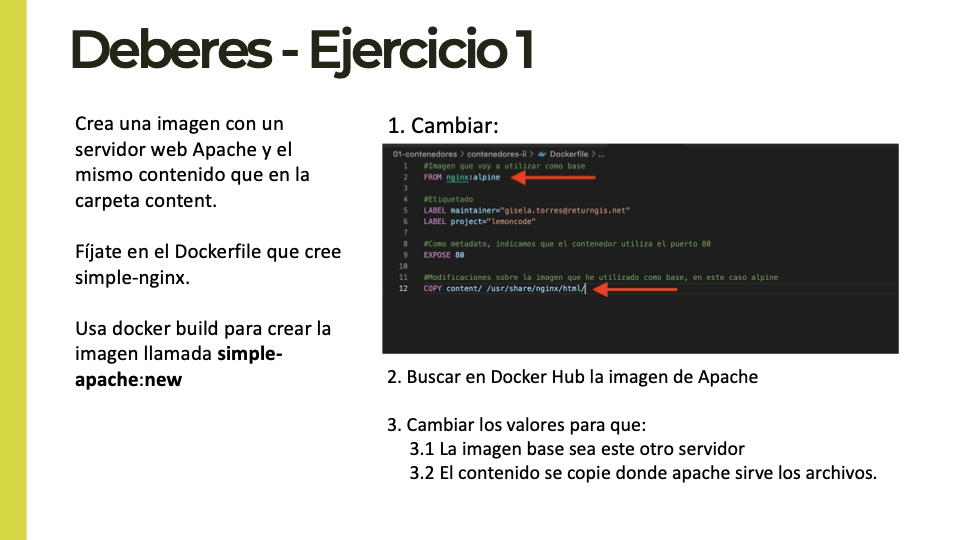 Deberes - Ejercicio 1
Crea una imagen con un
servidor web Apache y el
mismo contenido que en la
carpeta content.
Fíjate en el Dockerfile que cree
simple-nginx.
Usa docker build para crear la
imagen llamada simple-
apache:new
1. Cambiar:
01-contenedores > contenedores-ii > Dockerfile > ...
1 #Imagen que voy a utilizar como base
2 FROM nginx:alpine
3
4 #Etiquetado
5 LABEL maintainer="gisela.torres@returngis.net"
6 LABEL project="lemoncode"
7
8 #Como metadato, indicamos que el contenedor utiliza el puerto 80
9 EXPOSE 80
10
11 #Modificaciones sobre la imagen que he utilizado como base, en este caso alpine
12 COPY content/ /usr/share/nginx/html/
2. Buscar en Docker Hub la imagen de Apache
3. Cambiar los valores para que:
3.1 La imagen base sea este otro servidor
3.2 El contenido se copie donde apache sirve los archivos.